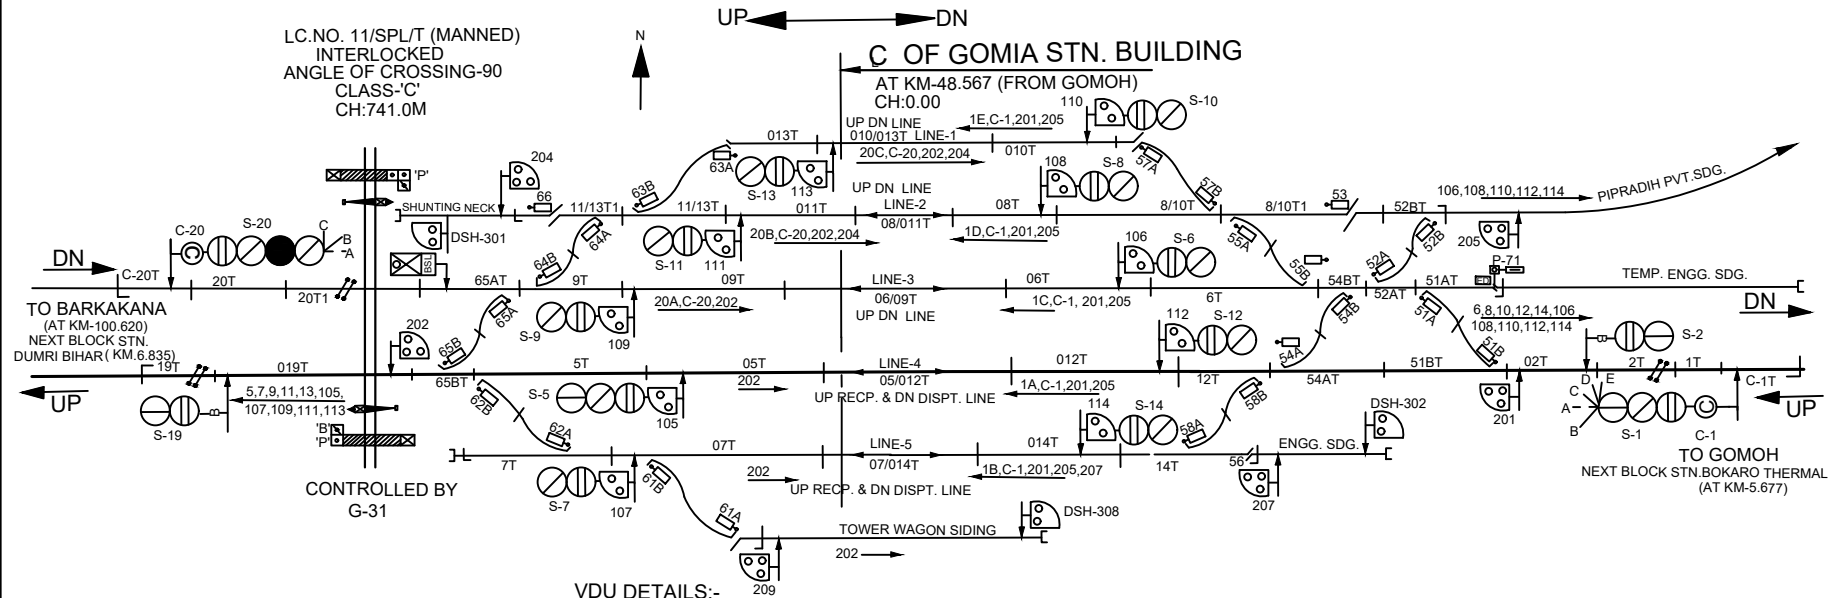 UP DN
LC.NO. 11/SPL/T (MANNED)
INTERLOCKED
ANGLE OF CROSSING-90
CLASS-'C'
CH:741.0M
N
C L OF GOMIA STN. BUILDING
AT KM-48.567 (FROM GOMOH)
CH:0.00
110
S-10
UP DN LINE
1E,C-1,201,205
013T
010/013T LINE-1
010T
20C,C-20,202,204
204
63A
S-13
113
108
S-8
57A
'P'
66
63B
UP DN LINE
57B
53
106,108,110,112,114
PIPRADIH PVT.SDG.
SHUNTING NECK
11/13T1
11/13T
011T
LINE-2
08T
8/10T
8/10T1
52BT
08/011T
C-20
S-20
C
B
A
DSH-301
64A
S-11
111
20B,C-20,202,204
1D,C-1,201,205
106
S-6
55A
52B
205
DN
BSL
64B
55B
52A
P-71
C-20T
20T
20T1
65AT
9T
09T
LINE-3
06T
6T
54BT
52AT
51AT
ED
TEMP. ENGG. SDG.
TO BARKAKANA
(AT KM-100.620)
NEXT BLOCK STN.
DUMRI BIHAR( KM.6.835)
65A
20A,C-20,202
06/09T
UP DN LINE
1C,C-1, 201,205
54B
51A
6,8,10,12,14,106
108,110,112,114
DN
202
65B
S-9
109
112
S-12
54A
51B
B
S-2
19T
019T
65BT
5T
05T
LINE-4
012T
12T
54AT
51BT
02T
2T
1T
C-1T
UP
5,7,9,11,13,105,
107,109,111,113
B
S-19
62B
S-5
105
202
05/012T
UP RECP. & DN DISPT. LINE
1A,C-1,201,205
58B
201
D
E
C
A
B
S-1
C-1
UP
'B'
'P'
62A
114
S-14
58A
DSH-302
7T
07T
LINE-5
014T
14T
56
ENGG. SDG.
TO GOMOH
NEXT BLOCK STN.BOKARO THERMAL
(AT KM-5.677)
CONTROLLED BY
G-31
S-7
107
61B
202
07/014T
UP RECP. & DN DISPT. LINE
1B,C-1,201,205,207
207
61A
TOWER WAGON SIDING
DSH-308
202
209
VDU DETAILS:-